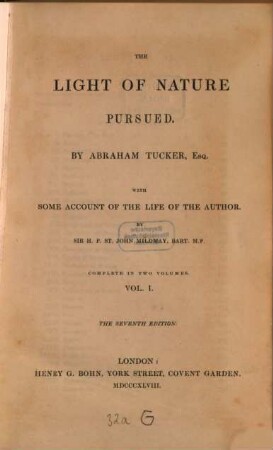 THE
LIGHT OF NATURE
PURSUED.
BY ABRAHAM TUCKER, ESQ.
WITH
SOME ACCOUNT OF THE LIFE OF THE AUTHOR.
BY
SIR H. P. ST. JOHN MILDMAY, BART. M.P.
COMPLETE IN TWO VOLUMES.
VOL. I.
THE SEVENTH EDITION.
LONDON:
HENRY G. BOHN, YORK STREET, COVENT GARDEN.
MDCCCXLVIII.
32a G